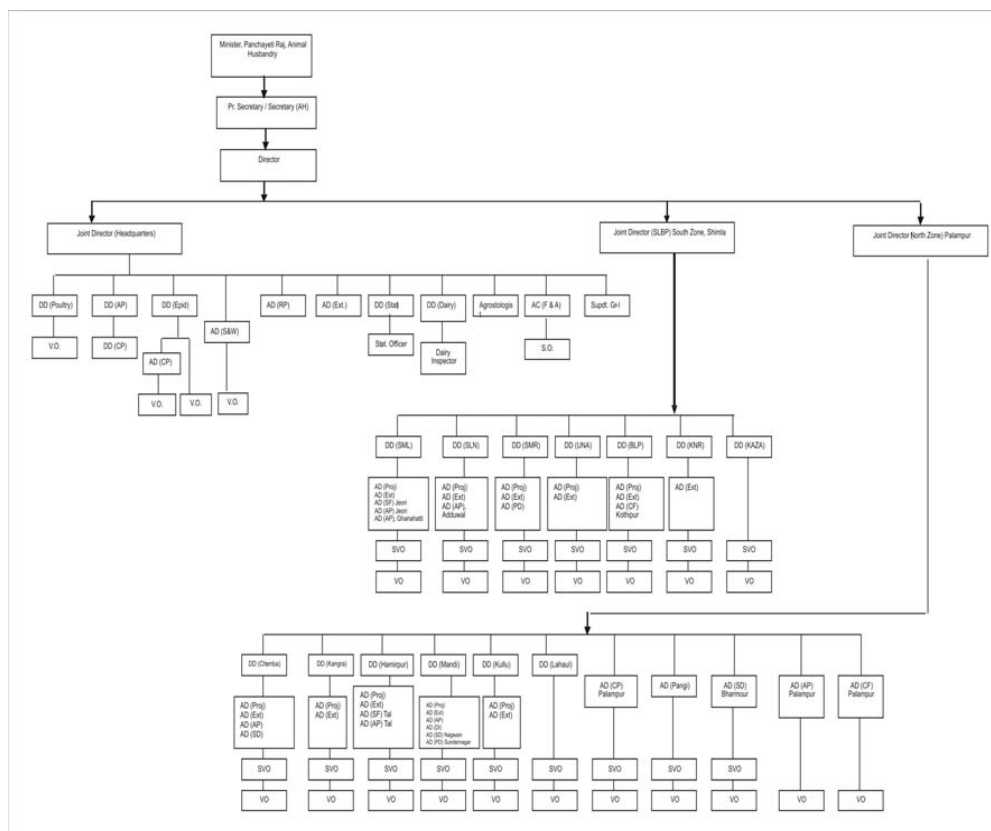 Minister, Panchayeti Raj, Animal
Husbandry
Pr. Secretary / Secretary (AH)
Director
Joint Director (Headquarters)
Joint Director (SLBP) South Zone, Shimla
Joint Director North Zone) Palampur
DD (Poultry)
DD (AP)
DD (Epid)
AD (S&W)
AD (RP)
AD (Ext.)
DD (Stat
DD (Dairy)
Agrostologis
AC (F & A)
Supdt. Gr-I
V.O.
DD (CP)
AD (CP)
Stat. Officer
Dairy
Inspector
S.O.
V.O.
V.O.
V.O.
DD (SML)
DD (SLN)
DD (SMR)
DD (UNA)
DD (BLP)
DD (KNR)
DD (KAZA)
AD (Proj)
AD (Ext)
AD (SF) Jeori
AD (AP) Jeori
AD (AP), Ghanahatti
AD (Proj)
AD (Ext)
AD (AP),
Adduwal
AD (Proj)
AD (Ext)
AD (PD)
AD (Proj)
AD (Ext)
AD (Proj)
AD (Ext)
AD (CF)
Kothipur
AD (Ext)
SVO
SVO
SVO
SVO
SVO
SVO
SVO
VO
VO
VO
VO
VO
VO
VO
DD (Chmba)
DD (Kangra)
DD (Hamirpur)
DD (Mandi)
DD (Kullu)
DD (Lahaul)
AD (CP)
Palampur
AD (Pangi)
AD (SD)
Bharmour
AD (AP)
Palampur
AD (CF)
Palampur
AD (Proj)
AD (Ext)
AD (AP)
AD (SD)
AD (Proj)
AD (Ext)
AD (Proj)
AD (Ext)
AD (SF) Tal
AD (AP) Tal
AD (Proj)
AD (Ext)
AD (AP)
AD (DI)
AD (SD) Nagwan
AD (PD) Sundernagar
AD (Proj)
AD (Ext)
SVO
SVO
SVO
SVO
SVO
SVO
SVO
SVO
SVO
VO
VO
VO
VO
VO
VO
VO
VO
VO
VO
VO